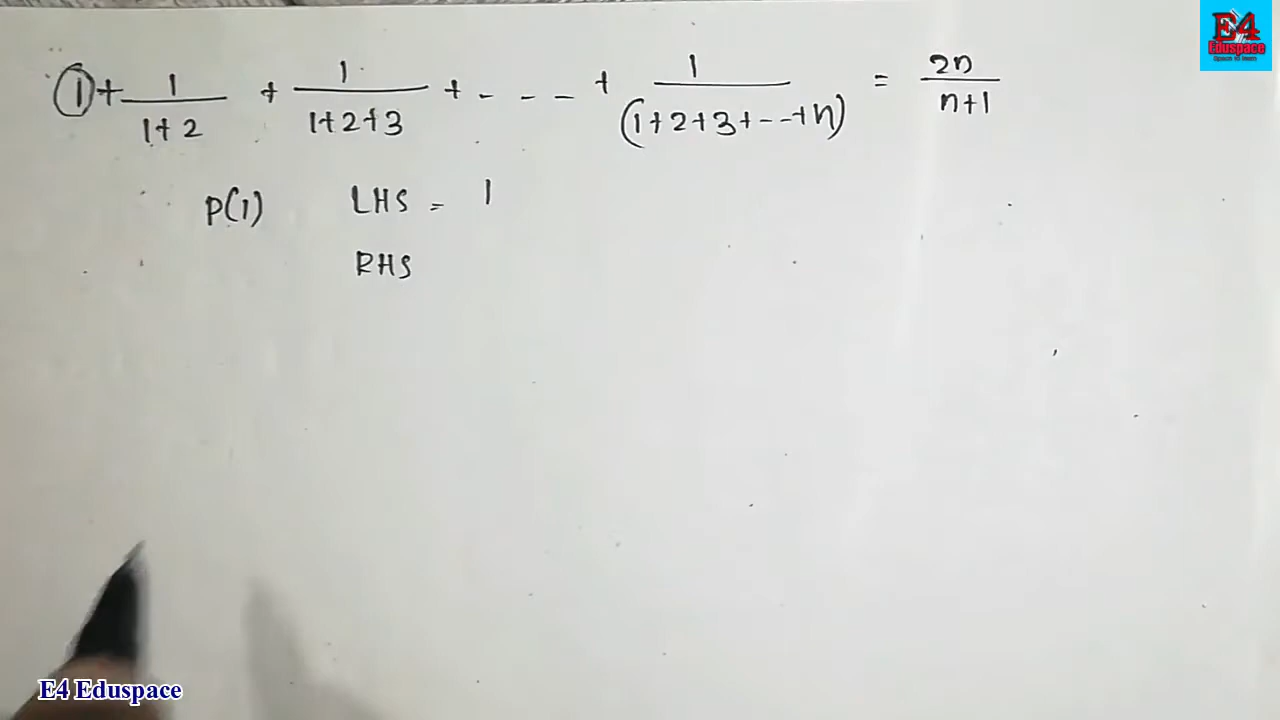 1 + 1/(1+2) + 1/(1+2+3) + - - - + 1/(1+2+3+--+n) = 2n/(n+1)
P(1) LHS = 1
RHS
E4
Eduspace
E4 Eduspace